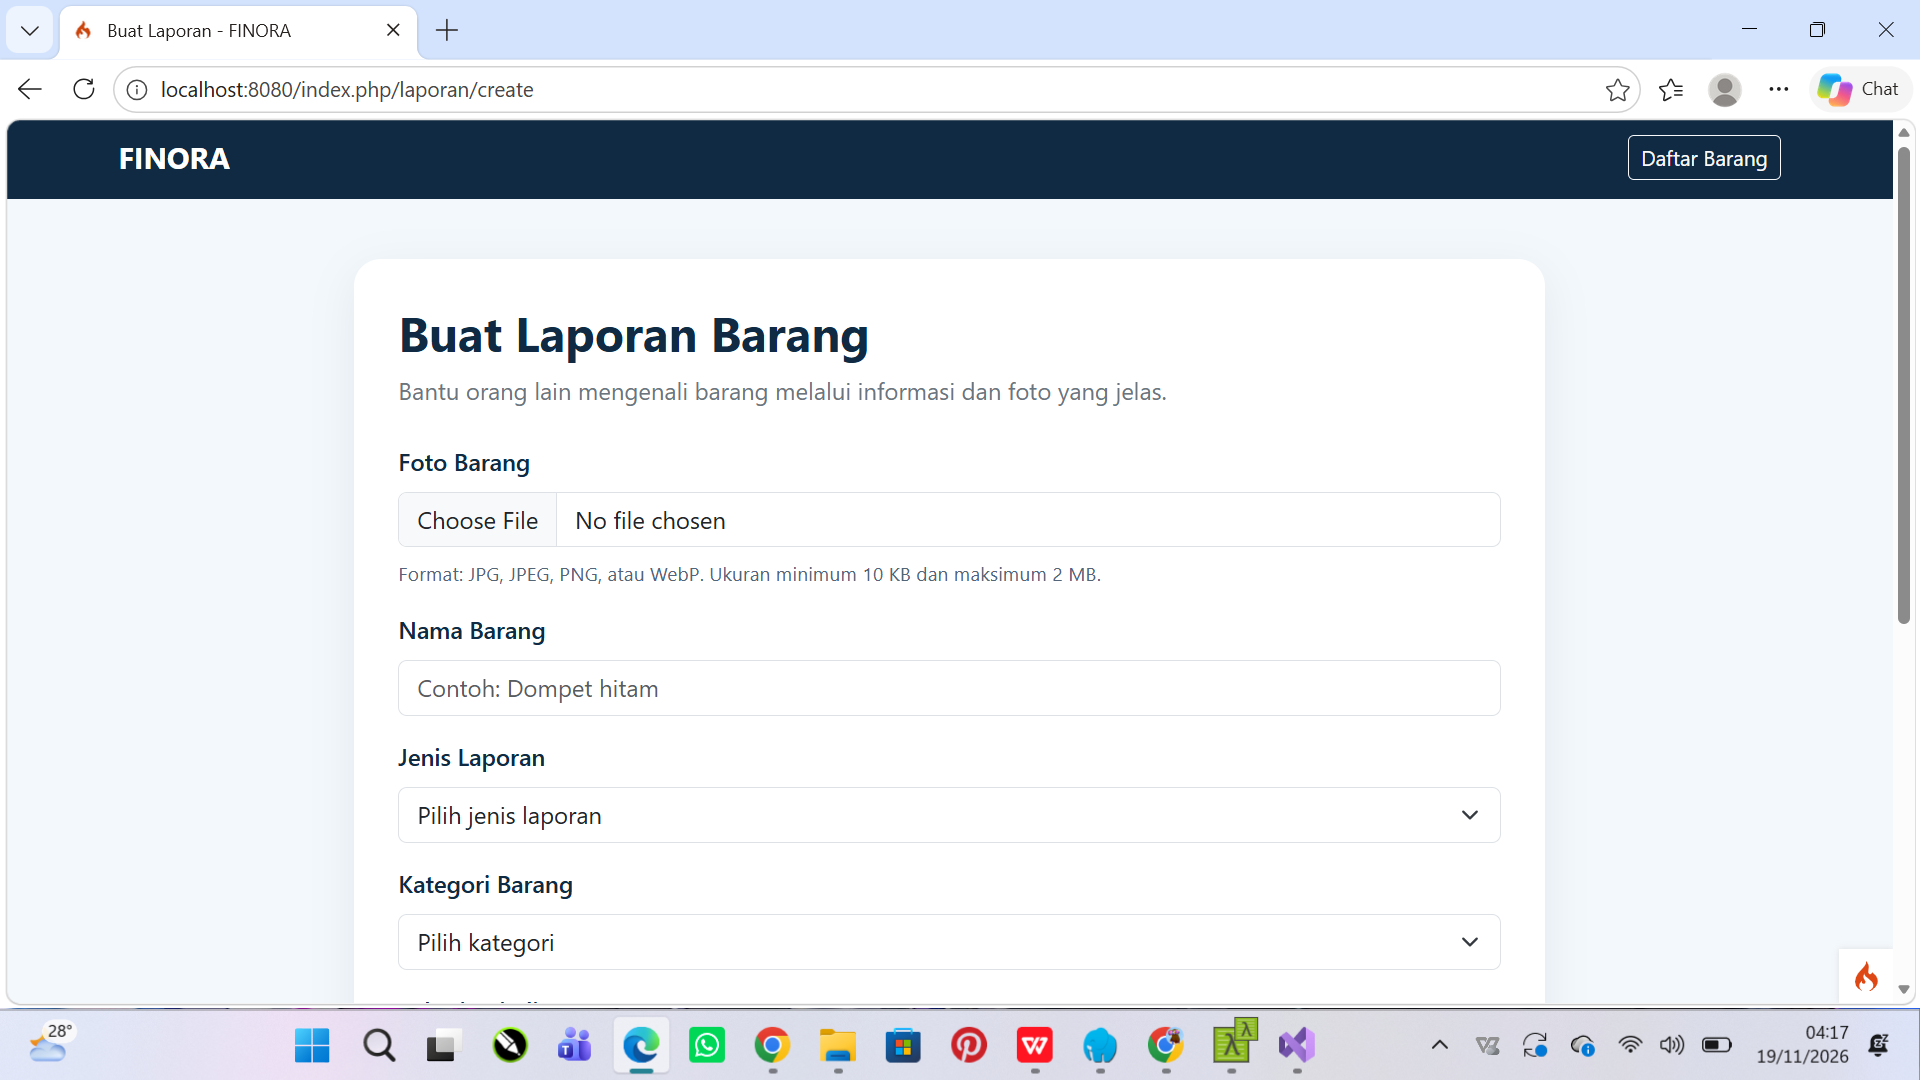 Buat Laporan - FINORA
localhost:8080/index.php/laporan/create
Chat
FINORA
Daftar Barang
Buat Laporan Barang
Bantu orang lain mengenali barang melalui informasi dan foto yang jelas.
Foto Barang
Choose File
No file chosen
Format: JPG, JPEG, PNG, atau WebP. Ukuran minimum 10 KB dan maksimum 2 MB.
Nama Barang
Contoh: Dompet hitam
Jenis Laporan
Pilih jenis laporan
Kategori Barang
Pilih kategori
28°
04:17
19/11/2026